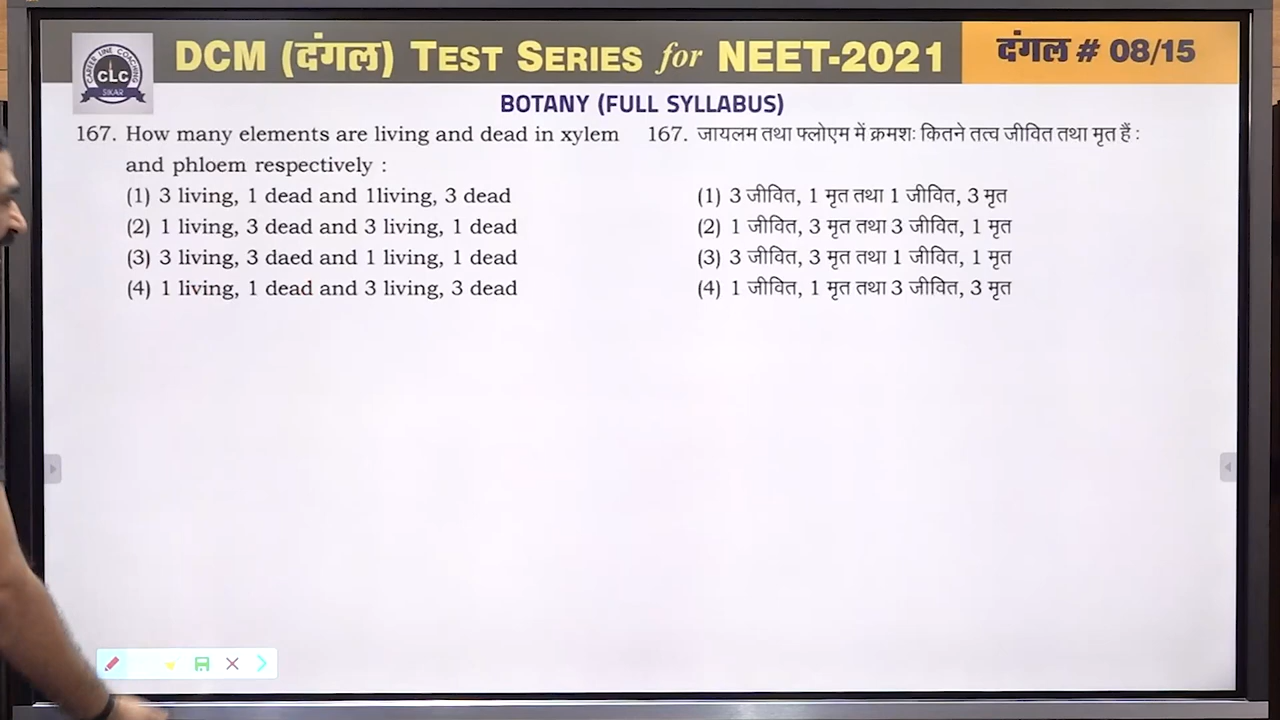 CAREER LINE COACHING
CLC
SIKAR
DCM (दंगल) TEST SERIES for NEET-2021
दंगल # 08/15
BOTANY (FULL SYLLABUS)
167. How many elements are living and dead in xylem
and phloem respectively :
(1) 3 living, 1 dead and 1living, 3 dead
(2) 1 living, 3 dead and 3 living, 1 dead
(3) 3 living, 3 daed and 1 living, 1 dead
(4) 1 living, 1 dead and 3 living, 3 dead
167. जायलम तथा फ्लोएम में क्रमशः कितने तत्व जीवित तथा मृत हैं :
(1) 3 जीवित, 1 मृत तथा 1 जीवित, 3 मृत
(2) 1 जीवित, 3 मृत तथा 3 जीवित, 1 मृत
(3) 3 जीवित, 3 मृत तथा 1 जीवित, 1 मृत
(4) 1 जीवित, 1 मृत तथा 3 जीवित, 3 मृत